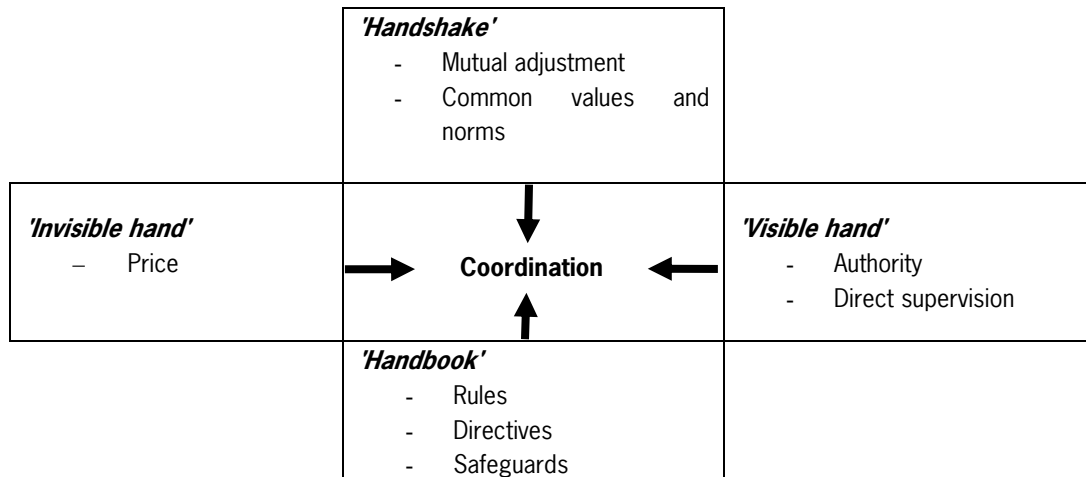 'Handshake'
- Mutual adjustment
- Common values and
norms
'Invisible hand'
– Price
Coordination
'Visible hand'
- Authority
- Direct supervision
'Handbook'
- Rules
- Directives
- Safeguards